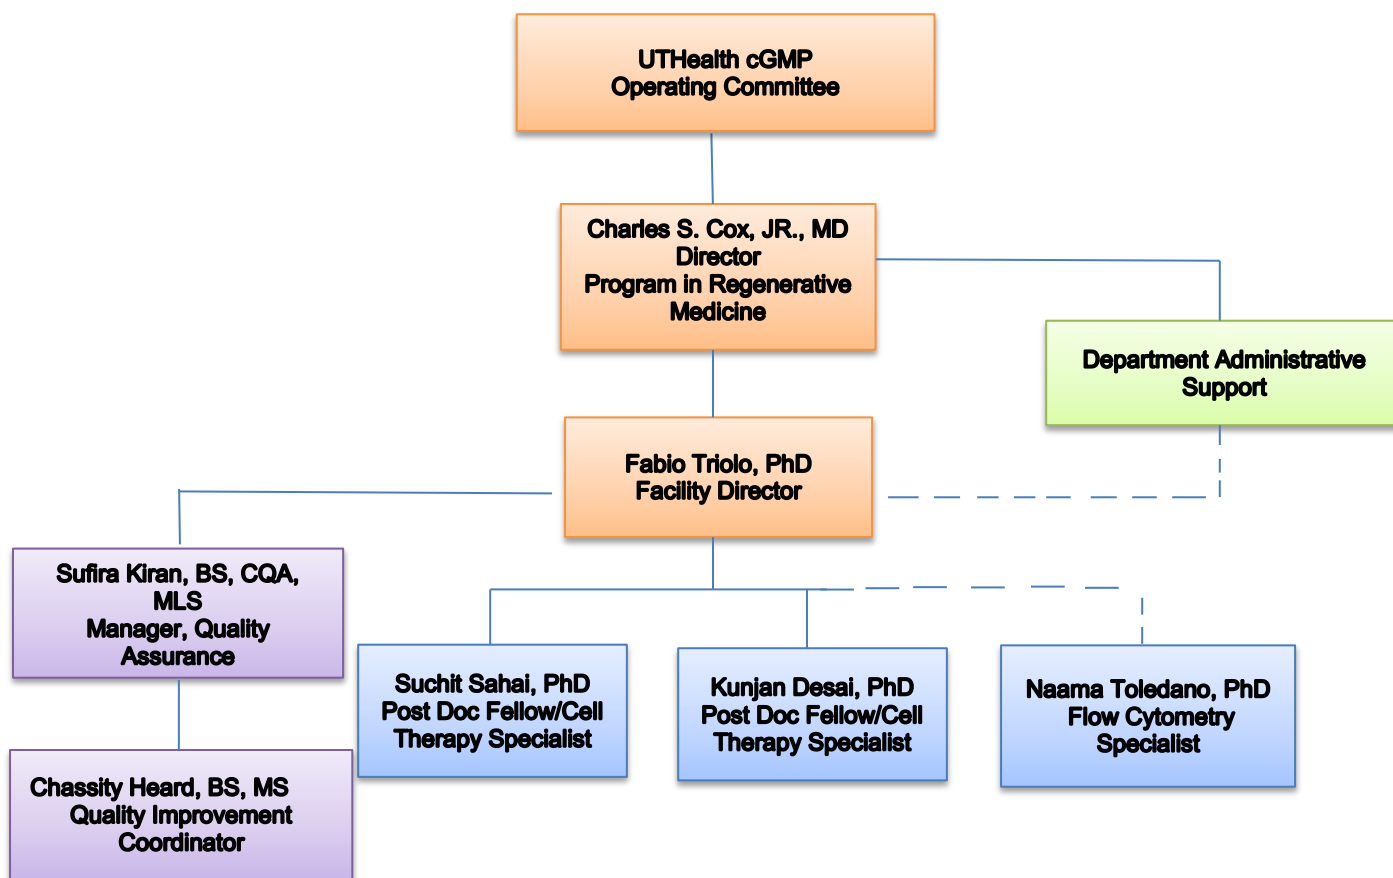 UTHealth cGMP
Operating Committee
Charles S. Cox, JR., MD
Director
Program in Regenerative
Medicine
Department Administrative
Support
Fabio Triolo, PhD
Facility Director
Sufira Kiran, BS, CQA,
MLS
Manager, Quality
Assurance
Suchit Sahai, PhD
Post Doc Fellow/Cell
Therapy Specialist
Kunjan Desai, PhD
Post Doc Fellow/Cell
Therapy Specialist
Naama Toledano, PhD
Flow Cytometry
Specialist
Chassity Heard, BS, MS
Quality Improvement
Coordinator